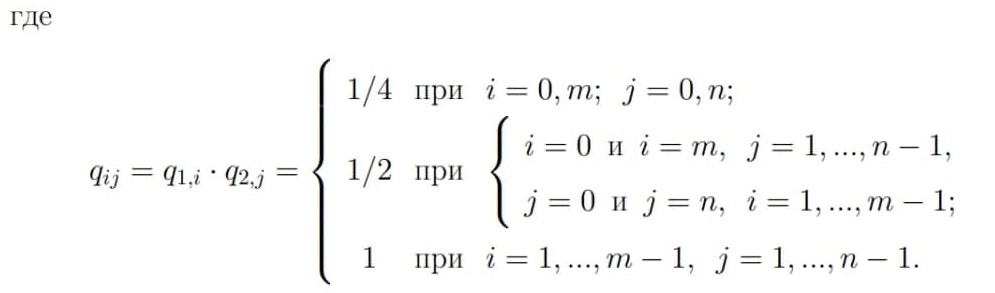 где
1/4 при i = 0, m; j = 0, n;
i = 0 и i = m, j = 1, ..., n − 1,
q_{ij} = q_{1,i} · q_{2,j} = 1/2 при
j = 0 и j = n, i = 1, ..., m − 1;
1 при i = 1, ..., m − 1, j = 1, ..., n − 1.